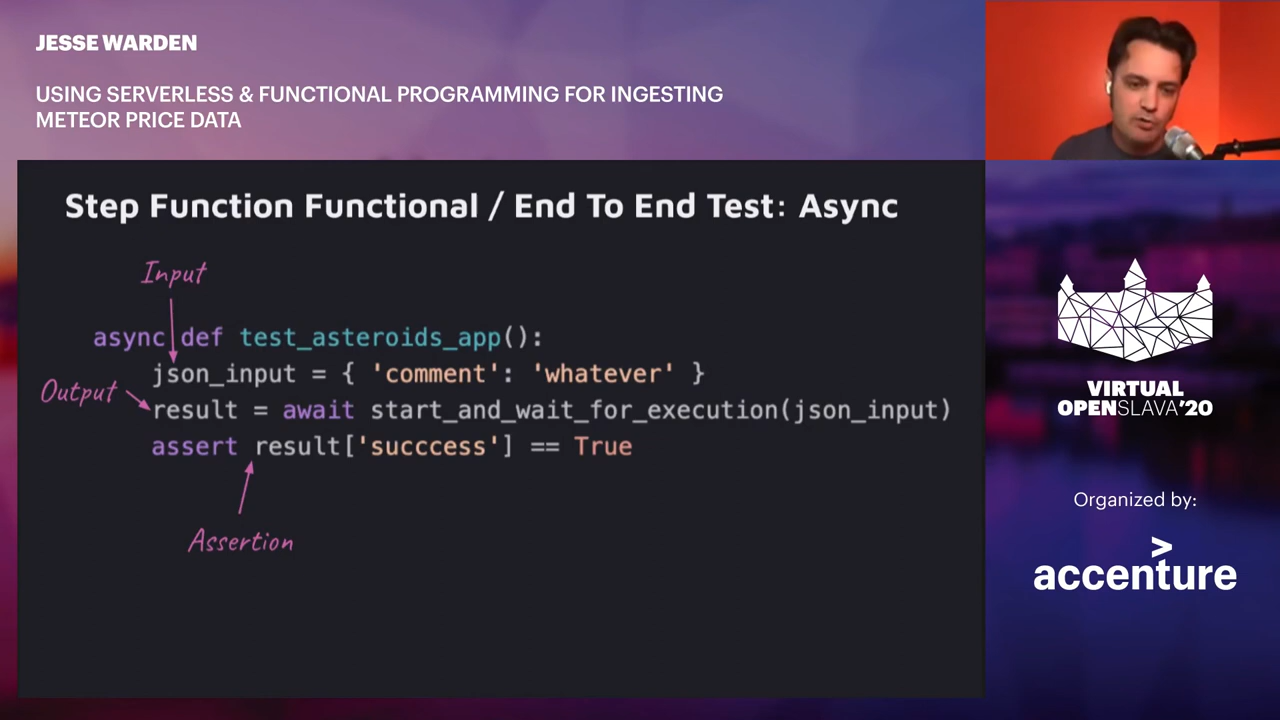 JESSE WARDEN
USING SERVERLESS & FUNCTIONAL PROGRAMMING FOR INGESTING
METEOR PRICE DATA
Step Function Functional / End To End Test: Async
Input
async def test_asteroids_app():
json_input = { 'comment': 'whatever' }
Output
result = await start_and_wait_for_execution(json_input)
assert result['succcess'] == True
Assertion
VIRTUAL
OPENSLAVA'20
Organized by:
>
accenture